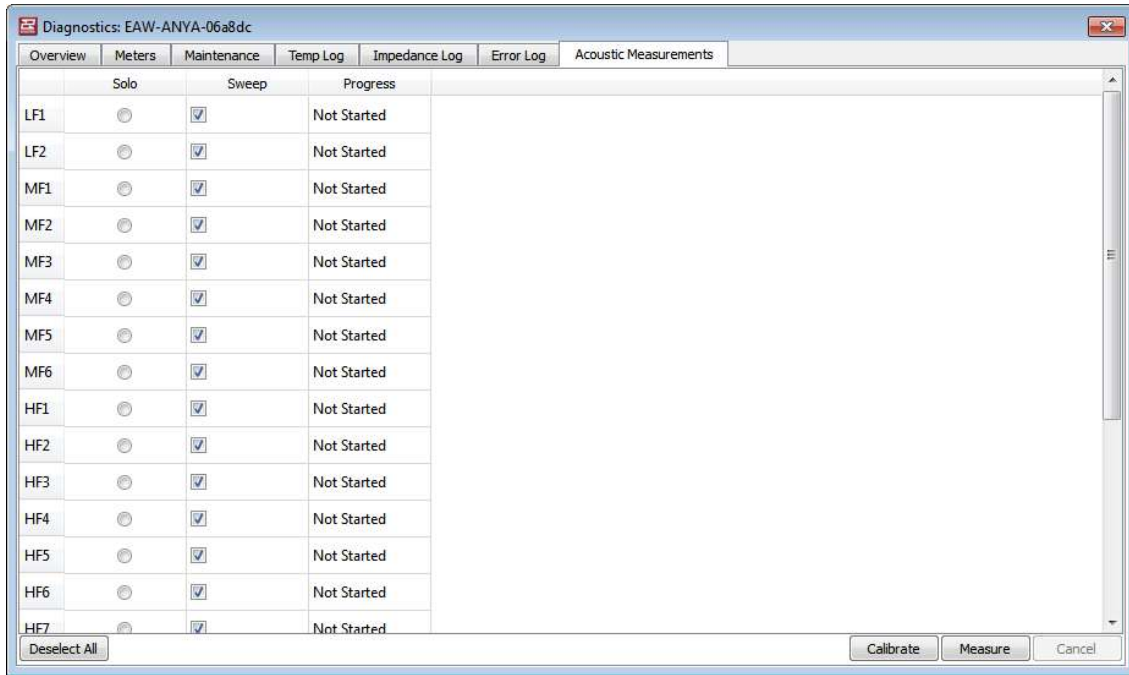 Diagnostics: EAW-ANYA-06a8dc
Overview Meters Maintenance Temp Log Impedance Log Error Log Acoustic Measurements
Solo Sweep Progress
LF1 Not Started
LF2 Not Started
MF1 Not Started
MF2 Not Started
MF3 Not Started
MF4 Not Started
MF5 Not Started
MF6 Not Started
HF1 Not Started
HF2 Not Started
HF3 Not Started
HF4 Not Started
HF5 Not Started
HF6 Not Started
HF7 Not Started
Deselect All Calibrate Measure Cancel